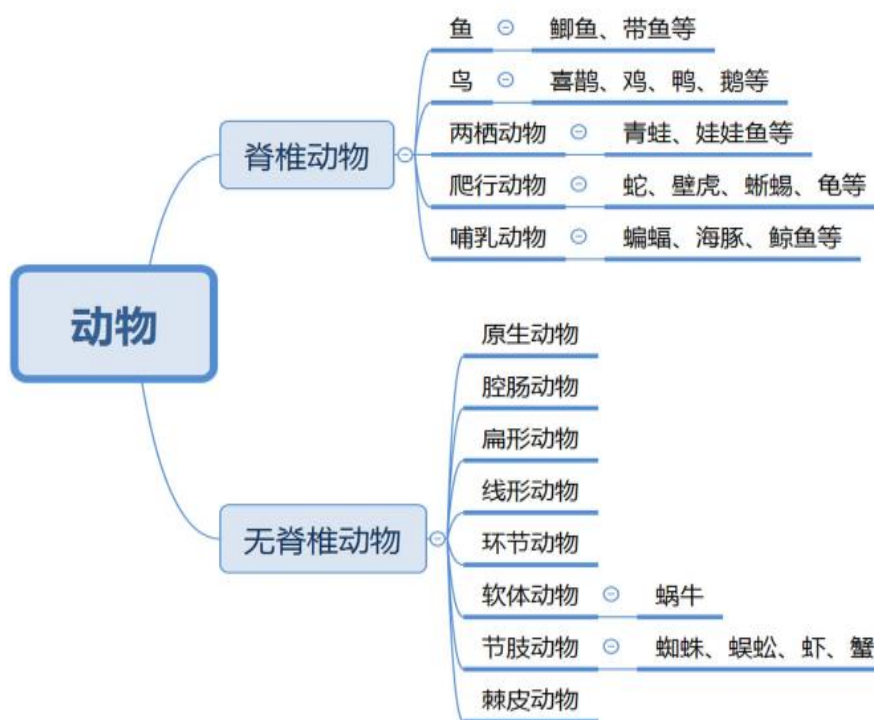 鱼 鲫鱼、带鱼等
鸟 喜鹊、鸡、鸭、鹅等
脊椎动物
两栖动物 青蛙、娃娃鱼等
爬行动物 蛇、壁虎、蜥蜴、龟等
哺乳动物 蝙蝠、海豚、鲸鱼等
动物
原生动物
腔肠动物
扁形动物
线形动物
无脊椎动物
环节动物
软体动物 蜗牛
节肢动物 蜘蛛、蜈蚣、虾、蟹
棘皮动物